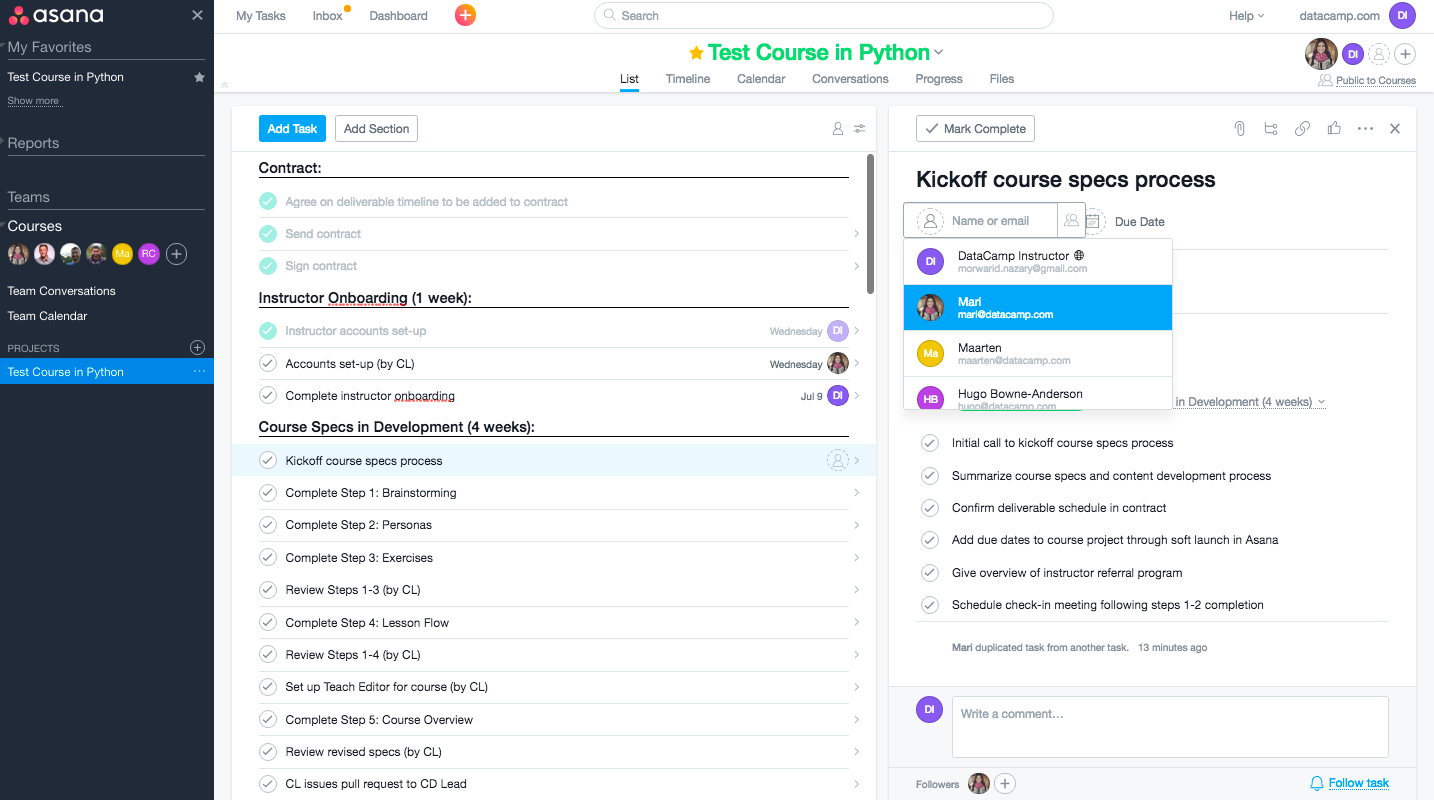 asana
My Favorites
Test Course in Python
Show more
Reports
Teams
Courses
Ma RC
Team Conversations
Team Calendar
PROJECTS
Test Course in Python
My Tasks Inbox Dashboard
Search
Help datacamp.com DI
Test Course in Python
DI
List Timeline Calendar Conversations Progress Files
Public to Courses
Add Task Add Section
Contract:
Agree on deliverable timeline to be added to contract
Send contract
Sign contract
Instructor Onboarding (1 week):
Instructor accounts set-up Wednesday DI
Accounts set-up (by CL) Wednesday
Complete instructor onboarding Jul 9 DI
Course Specs in Development (4 weeks):
Kickoff course specs process
Complete Step 1: Brainstorming
Complete Step 2: Personas
Complete Step 3: Exercises
Review Steps 1-3 (by CL)
Complete Step 4: Lesson Flow
Review Steps 1-4 (by CL)
Set up Teach Editor for course (by CL)
Complete Step 5: Course Overview
Review revised specs (by CL)
CL issues pull request to CD Lead
Mark Complete
Kickoff course specs process
Name or email Due Date
DI DataCamp Instructor
morwarid.nazary@gmail.com
Mari
mari@datacamp.com
Ma Maarten
maarten@datacamp.com
HB Hugo Bowne-Anderson
hugo@datacamp.com
in Development (4 weeks)
Initial call to kickoff course specs process
Summarize course specs and content development process
Confirm deliverable schedule in contract
Add due dates to course project through soft launch in Asana
Give overview of instructor referral program
Schedule check-in meeting following steps 1-2 completion
Mari duplicated task from another task. 13 minutes ago
DI Write a comment...
Followers Follow task